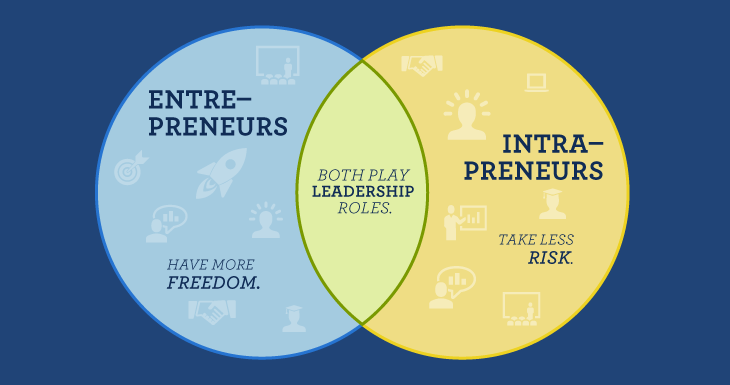 ENTRE–
PRENEURS
HAVE MORE
FREEDOM.
BOTH PLAY
LEADERSHIP
ROLES.
INTRA–
PRENEURS
TAKE LESS
RISK.